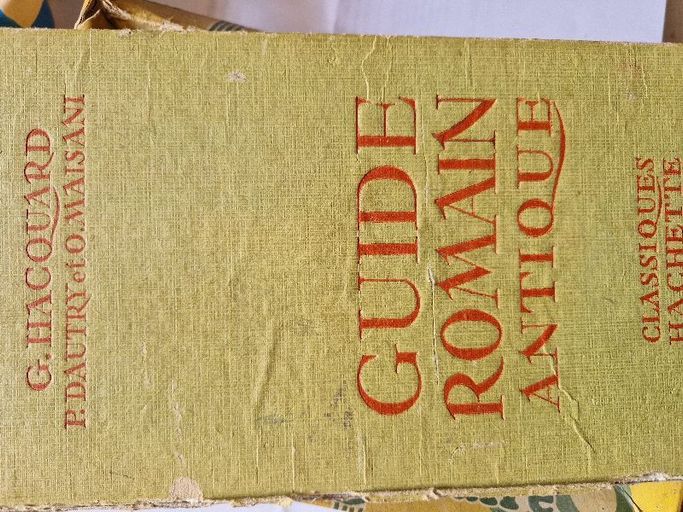 G. HACQUARD
P. DAUTRY et O. MAISANI
GUIDE
ROMAIN
ANTIQUE
CLASSIQUES
HACHETTE